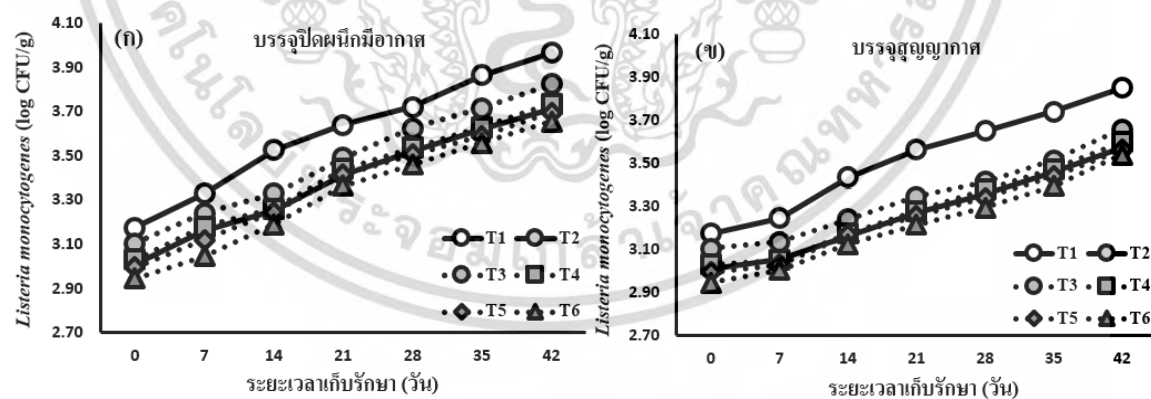 (ก) บรรจุปิดผนึกมีอากาศ
Listeria monocytogenes (log CFU/g)
4.10
3.90
3.70
3.50
3.30
3.10
2.90
2.70
T1 T2
T3 T4
T5 T6
0 7 14 21 28 35 42
ระยะเวลาเก็บรักษา (วัน)
(ข) บรรจุสุญญากาศ
Listeria monocytogenes (log CFU/g)
4.10
3.90
3.70
3.50
3.30
3.10
2.90
2.70
T1 T2
T3 T4
T5 T6
0 7 14 21 28 35 42
ระยะเวลาเก็บรักษา (วัน)